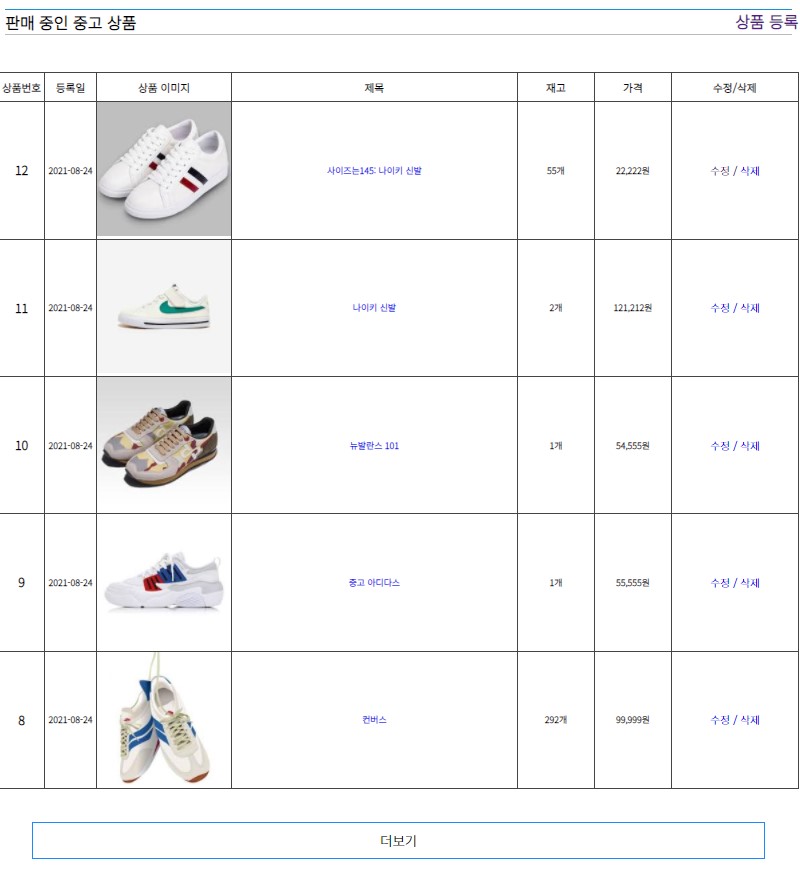 판매 중인 중고 상품
상품 등록
상품번호 등록일 상품 이미지 제목 재고 가격 수정/삭제
12 2021-08-24 사이즈는145: 나이키 신발 55개 22,222원 수정 / 삭제
11 2021-08-24 나이키 신발 2개 121,212원 수정 / 삭제
10 2021-08-24 뉴발란스 101 1개 54,555원 수정 / 삭제
9 2021-08-24 중고 아디다스 1개 55,555원 수정 / 삭제
8 2021-08-24 컨버스 292개 99,999원 수정 / 삭제
더보기